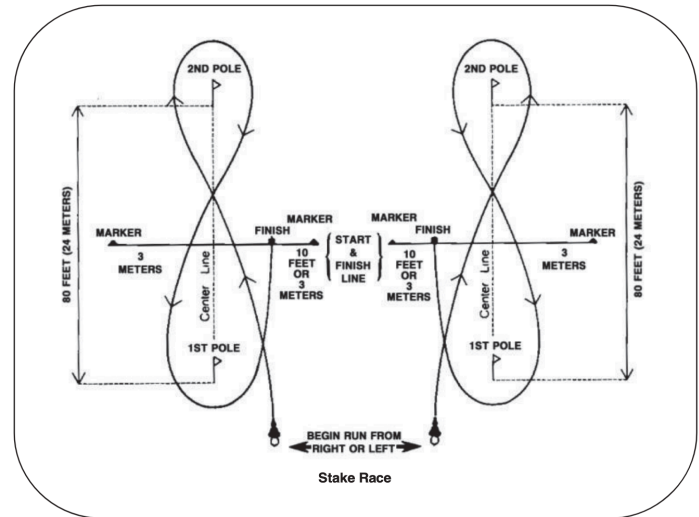 2ND POLE
2ND POLE
80 FEET (24 METERS)
80 FEET (24 METERS)
MARKER
3
METERS
FINISH
MARKER
10
FEET
OR
3
METERS
START
&
FINISH
LINE
MARKER
10
FEET
OR
3
METERS
FINISH
MARKER
3
METERS
Center Line
Center Line
1ST POLE
1ST POLE
BEGIN RUN FROM
RIGHT OR LEFT
Stake Race